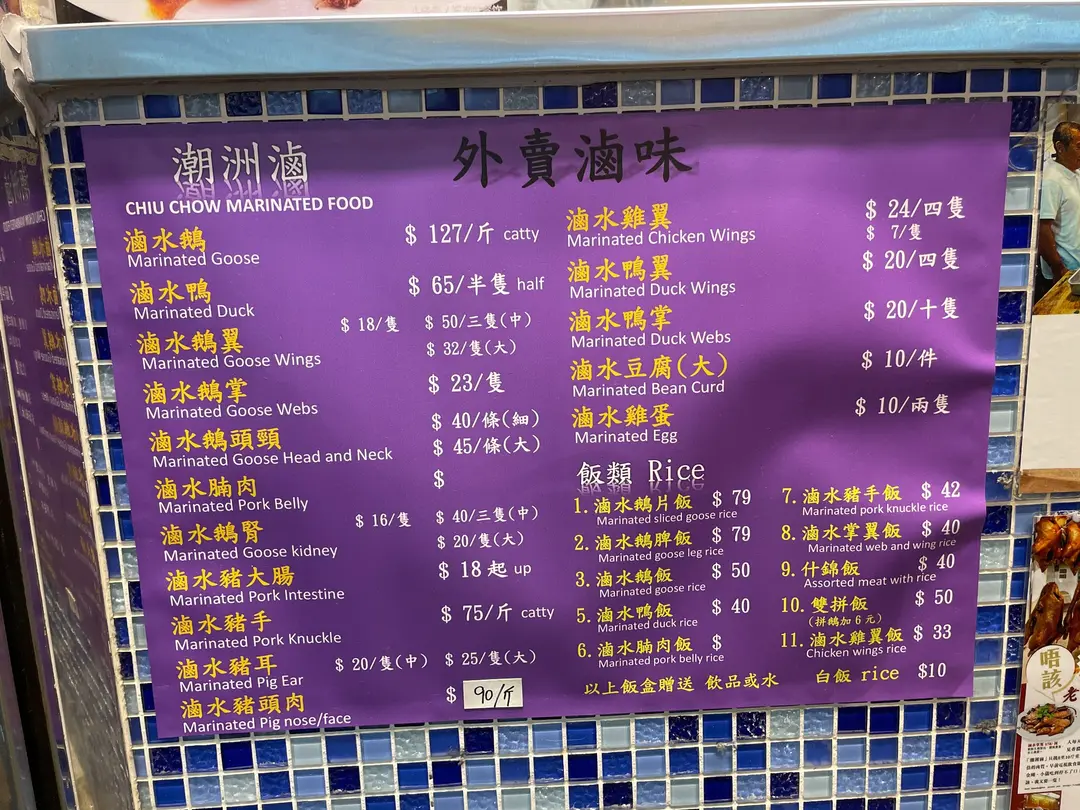 潮洲滷
外賣滷味
CHIU CHOW MARINATED FOOD
滷水鵝 $ 127/斤 catty
Marinated Goose
滷水鴨 $ 65/半隻 half
Marinated Duck
滷水鵝翼 $ 18/隻 $ 50/三隻(中)
$ 32/隻(大)
Marinated Goose Wings
滷水鵝掌 $ 23/隻
Marinated Goose Webs
滷水鵝頭頸 $ 40/條(細)
$ 45/條(大)
Marinated Goose Head and Neck
滷水腩肉 $
Marinated Pork Belly
滷水鵝腎 $ 16/隻 $ 40/三隻(中)
$ 20/隻(大)
Marinated Goose kidney
滷水豬大腸 $ 18 起 up
Marinated Pork Intestine
滷水豬手 $ 75/斤 catty
Marinated Pork Knuckle
滷水豬耳 $ 20/隻(中) $ 25/隻(大)
Marinated Pig Ear
滷水豬頭肉 $ 90/斤
Marinated Pig nose/face
滷水雞翼 $ 24/四隻
$ 7/隻
Marinated Chicken Wings
滷水鴨翼 $ 20/四隻
Marinated Duck Wings
滷水鴨掌 $ 20/十隻
Marinated Duck Webs
滷水豆腐(大) $ 10/件
Marinated Bean Curd
滷水雞蛋 $ 10/兩隻
Marinated Egg
飯類 Rice
1. 滷水鵝片飯 $ 79
Marinated sliced goose rice
2. 滷水鵝脾飯 $ 79
Marinated goose leg rice
3. 滷水鵝飯 $ 50
Marinated goose rice
5. 滷水鴨飯 $ 40
Marinated duck rice
6. 滷水腩肉飯 $
Marinated pork belly rice
7. 滷水豬手飯 $ 42
Marinated pork knuckle rice
8. 滷水掌翼飯 $ 40
Marinated web and wing rice
9. 什錦飯 $ 40
Assorted meat with rice
10. 雙拼飯 $ 50
(拼鵝加 6 元)
11. 滷水雞翼飯 $ 33
Chicken wings rice
以上飯盒贈送 飲品或水
白飯 rice $10
唔該
老